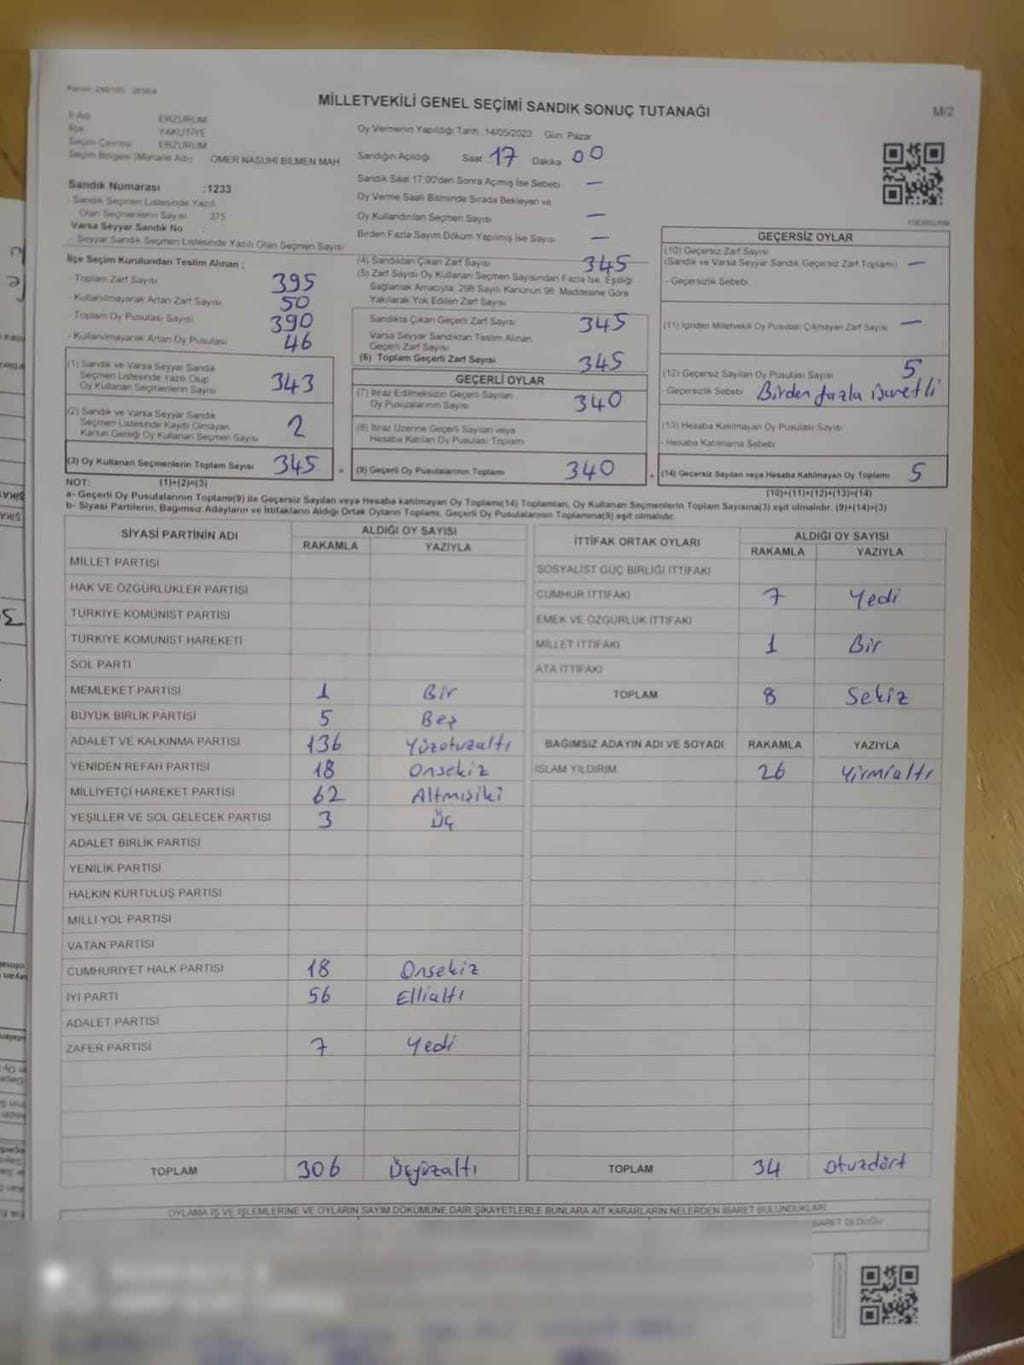 MİLLETVEKİLİ GENEL SEÇİMİ SANDIK SONUÇ TUTANAĞI
M/2
İl Adı ERZURUM
İlçe YAKUTİYE
Seçim Çevresi ERZURUM
Seçim Bölgesi (Mahalle Adı) ÖMER NASUHİ BİLMEN MAH
Sandık Numarası :1233
Sandık Seçmen Listesinde Yazılı
Olan Seçmenlerin Sayısı 375
Varsa Seyyar Sandık No :
- Seyyar Sandık Seçmen Listesinde Yazılı Olan Seçmen Sayısı:
Oy Vermenin Yapıldığı Tarih: 14/05/2023 Gün: Pazar
Sandığın Açıldığı Saat 17 Dakika 00
Sandık Saat 17:00'den Sonra Açılmış İse Sebebi —
Oy Verme Saati Bitiminde Sırada Bekleyen ve
Oy Kullandırılan Seçmen Sayısı —
Birden Fazla Sayım Döküm Yapılmış İse Sayısı —
İlçe Seçim Kurulundan Teslim Alınan ;
- Toplam Zarf Sayısı 395
- Kullanılmayarak Artan Zarf Sayısı 50
- Toplam Oy Pusulası Sayısı 390
- Kullanılmayarak Artan Oy Pusulası 46
(1) Sandık ve Varsa Seyyar Sandık
Seçmen Listesinde Yazılı Olup
Oy Kullanan Seçmenlerin Sayısı 343
(2) Sandık ve Varsa Seyyar Sandık
Seçmen Listesinde Kayıtlı Olmayan
Kanun Gereği Oy Kullanan Seçmen Sayısı 2
(3) Oy Kullanan Seçmenlerin Toplam Sayısı 345
(4) Sandıktan Çıkan Zarf Sayısı 345
(5) Zarf Sayısı Oy Kullanan Seçmen Sayısından Fazla İse, Eşitliği
Sağlamak Amacıyla; 298 Sayılı Kanunun 98. Maddesine Göre
Yakılarak Yok Edilen Zarf Sayısı
Sandıkta Çıkan Geçerli Zarf Sayısı 345
Varsa Seyyar Sandıktan Teslim Alınan
Geçerli Zarf Sayısı
(6) Toplam Geçerli Zarf Sayısı 345
GEÇERLİ OYLAR
(7) İtiraz Edilmeksizin Geçerli Sayılan
Oy Pusulalarının Sayısı 340
(8) İtiraz Üzerine Geçerli Sayılan veya
Hesaba Katılan Oy Pusulası Toplamı
(9) Geçerli Oy Pusulalarının Toplamı 340
GEÇERSİZ OYLAR
(10) Geçersiz Zarf Sayısı
(Sandık ve Varsa Seyyar Sandık Geçersiz Zarf Toplamı) —
- Geçersizlik Sebebi
(11) İçinden Milletvekili Oy Pusulası Çıkmayan Zarf Sayısı —
(12) Geçersiz Sayılan Oy Pusulası Sayısı 5
- Geçersizlik Sebebi Birden fazla işaretli
(13) Hesaba Katılmayan Oy Pusulası Sayısı
- Hesaba Katılmama Sebebi
(14) Geçersiz Sayılan veya Hesaba Katılmayan Oy Toplamı 5
NOT: (1)+(2)=(3) (10)+(11)+(12)+(13)=(14)
a- Geçerli Oy Pusulalarının Toplamı(9) ile Geçersiz Sayılan veya Hesaba katılmayan Oy Toplamı(14) Toplamları, Oy Kullanan Seçmenlerin Toplam Sayısına(3) eşit olmalıdır. (9)+(14)=(3)
b- Siyasi Partilerin, Bağımsız Adayların ve İttifakların Aldığı Ortak Oyların Toplamı, Geçerli Oy Pusulalarının Toplamına(9) eşit olmalıdır.
SİYASİ PARTİNİN ADI ALDIĞI OY SAYISI
RAKAMLA YAZIYLA
MİLLET PARTİSİ
HAK VE ÖZGÜRLÜKLER PARTİSİ
TÜRKİYE KOMÜNİST PARTİSİ
TÜRKİYE KOMÜNİST HAREKETİ
SOL PARTİ
MEMLEKET PARTİSİ 1 Bir
BÜYÜK BİRLİK PARTİSİ 5 Beş
ADALET VE KALKINMA PARTİSİ 136 Yüzotuzaltı
YENİDEN REFAH PARTİSİ 18 Onsekiz
MİLLİYETÇİ HAREKET PARTİSİ 62 Altmışiki
YEŞİLLER VE SOL GELECEK PARTİSİ 3 Üç
ADALET BİRLİK PARTİSİ
YENİLİK PARTİSİ
HALKIN KURTULUŞ PARTİSİ
MİLLİ YOL PARTİSİ
VATAN PARTİSİ
CUMHURİYET HALK PARTİSİ 18 Onsekiz
İYİ PARTİ 56 Ellialtı
ADALET PARTİSİ
ZAFER PARTİSİ 7 Yedi
TOPLAM 306 Üçyüzaltı
İTTİFAK ORTAK OYLARI ALDIĞI OY SAYISI
RAKAMLA YAZIYLA
SOSYALİST GÜÇ BİRLİĞİ İTTİFAKI
CUMHUR İTTİFAKI 7 Yedi
EMEK VE ÖZGÜRLÜK İTTİFAKI
MİLLET İTTİFAKI 1 Bir
ATA İTTİFAKI
TOPLAM 8 Sekiz
BAĞIMSIZ ADAYIN ADI VE SOYADI RAKAMLA YAZIYLA
İSLAM YILDIRIM 26 Yirmialtı
TOPLAM 34 Otuzdört
OYLAMA İŞ VE İŞLEMLERİNE VE OYLARIN SAYIM DÖKÜMÜNE DAİR ŞİKAYETLERLE BUNLARA AİT KARARLARIN NELERDEN İBARET BULUNDUKLARI